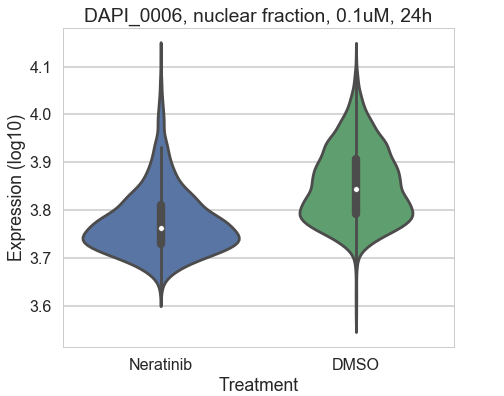 DAPI_0006, nuclear fraction, 0.1uM, 24h
Expression (log10)
4.1
4.0
3.9
3.8
3.7
3.6
Neratinib DMSO
Treatment